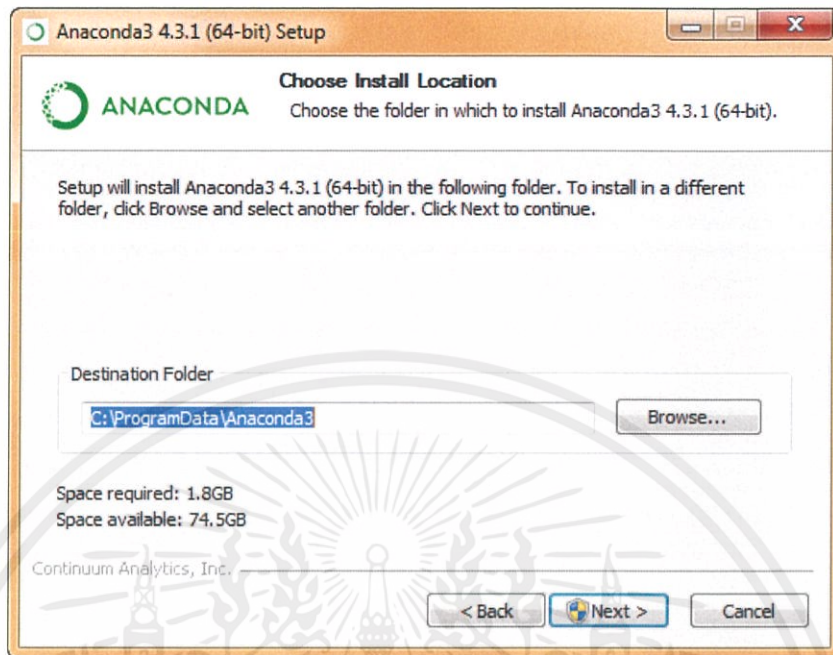 Anaconda3 4.3.1 (64-bit) Setup
ANACONDA
Choose Install Location
Choose the folder in which to install Anaconda3 4.3.1 (64-bit).
Setup will install Anaconda3 4.3.1 (64-bit) in the following folder. To install in a different
folder, click Browse and select another folder. Click Next to continue.
Destination Folder
C:\ProgramData\Anaconda3
Browse...
Space required: 1.8GB
Space available: 74.5GB
Continuum Analytics, Inc.
< Back
Next >
Cancel